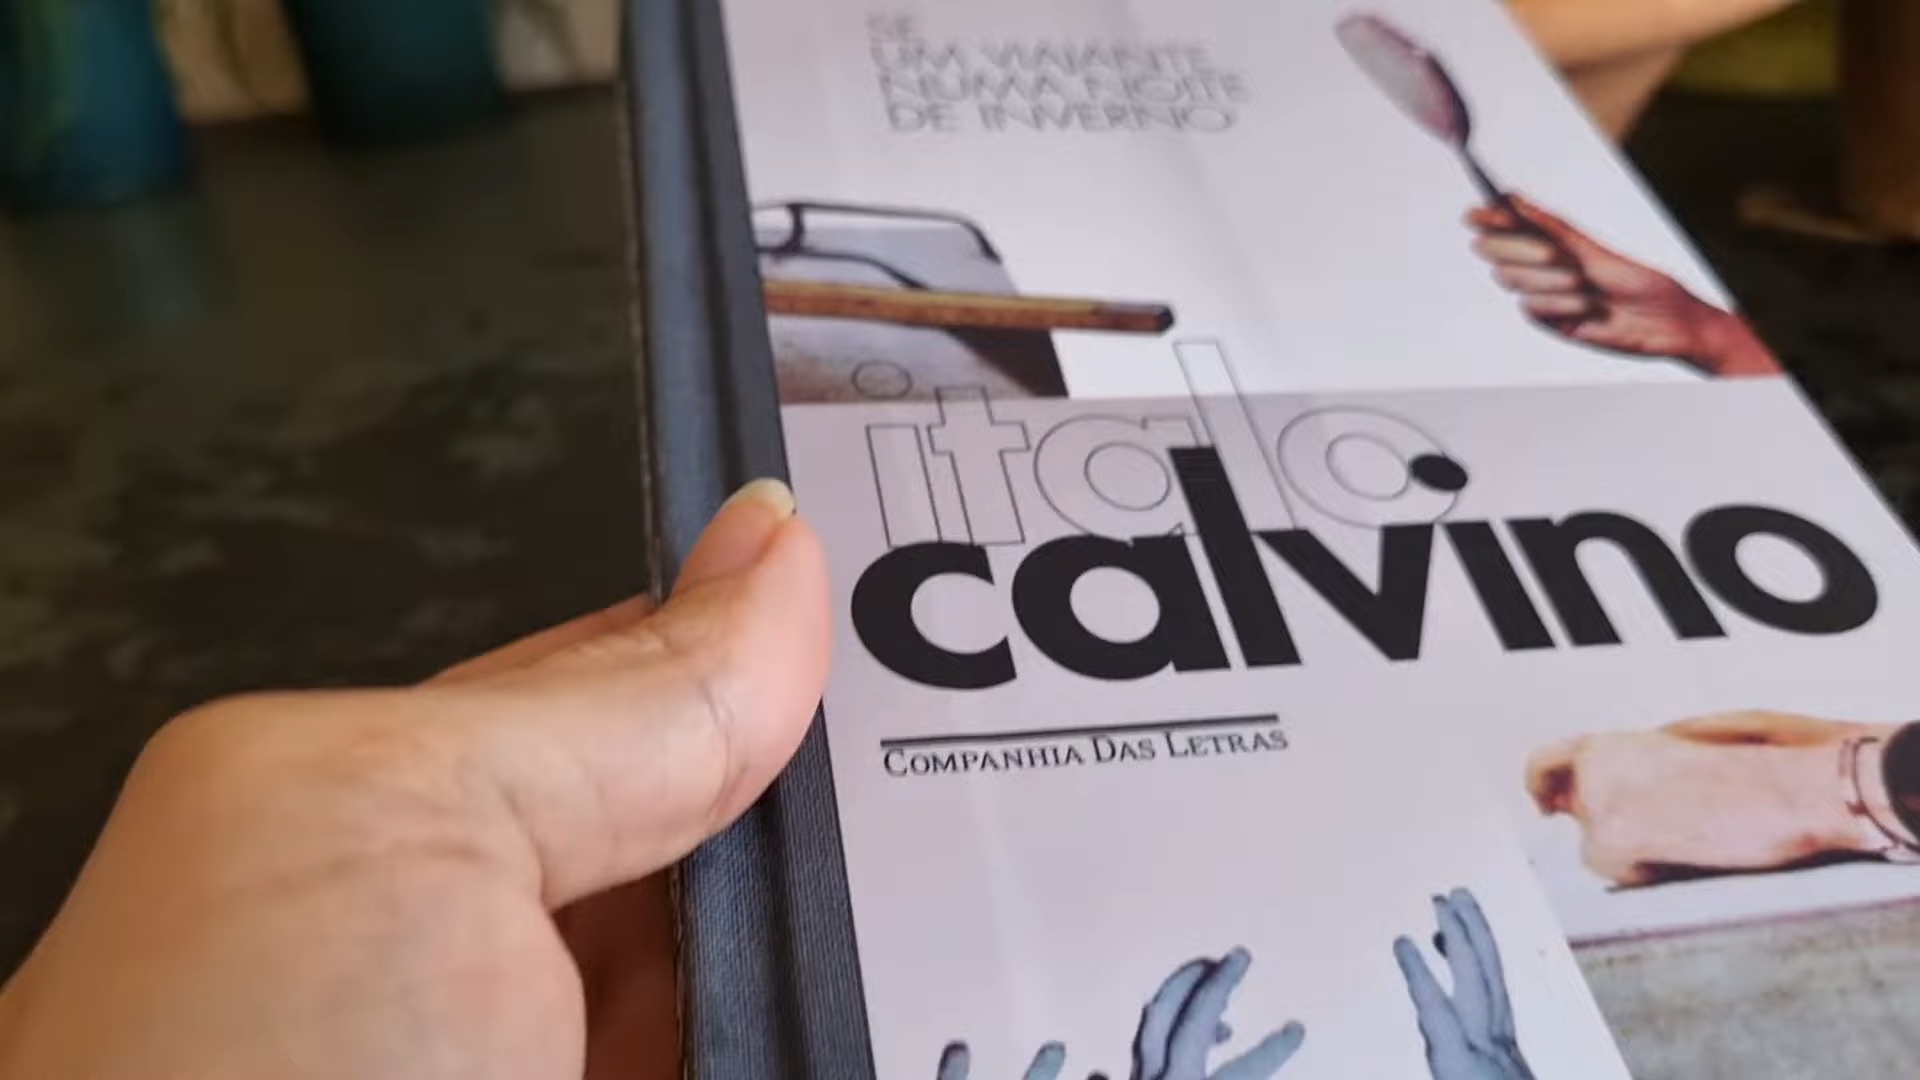 SE
UM VIAJANTE
NUMA NOITE
DE INVERNO
italo
calvino
COMPANHIA DAS LETRAS